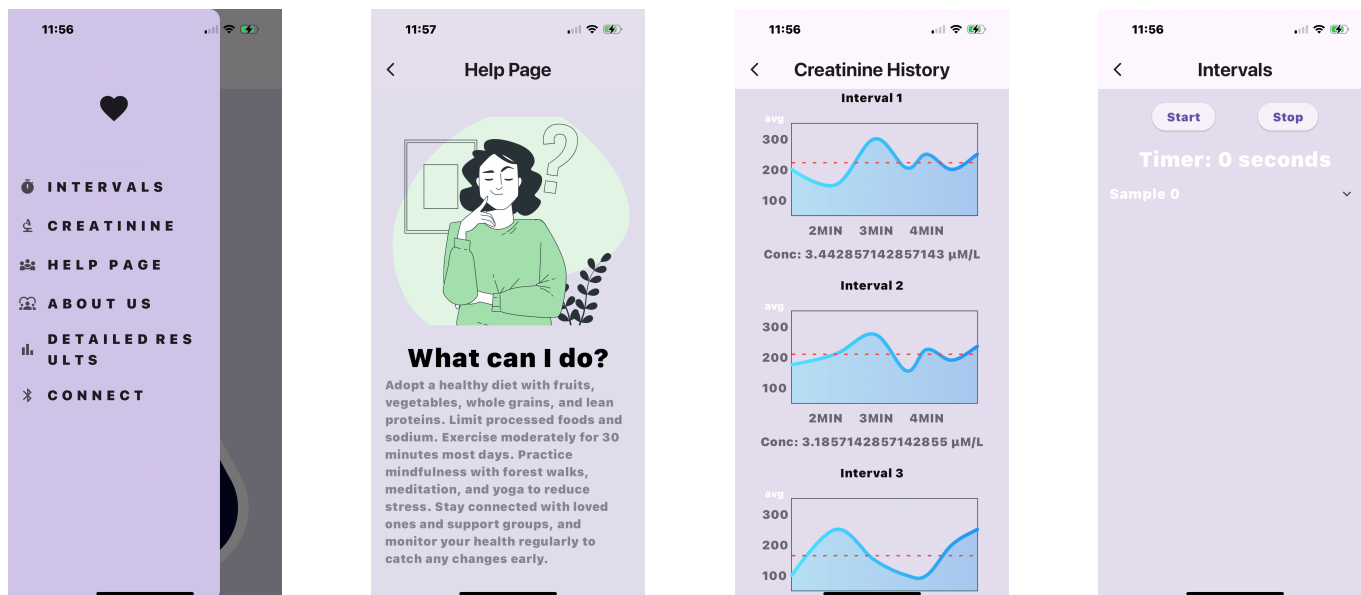 11:56
INTERVALS
CREATININE
HELP PAGE
ABOUT US
DETAILED RES
ULTS
CONNECT
11:57
Help Page
?
What can I do?
Adopt a healthy diet with fruits,
vegetables, whole grains, and lean
proteins. Limit processed foods and
sodium. Exercise moderately for 30
minutes most days. Practice
mindfulness with forest walks,
meditation, and yoga to reduce
stress. Stay connected with loved
ones and support groups, and
monitor your health regularly to
catch any changes early.
11:56
Creatinine History
Interval 1
avg
300
200
100
2MIN 3MIN 4MIN
Conc: 3.442857142857143 μM/L
Interval 2
avg
300
200
100
2MIN 3MIN 4MIN
Conc: 3.1857142857142855 μM/L
Interval 3
avg
300
200
100
11:56
Intervals
Start Stop
Timer: 0 seconds
Sample 0